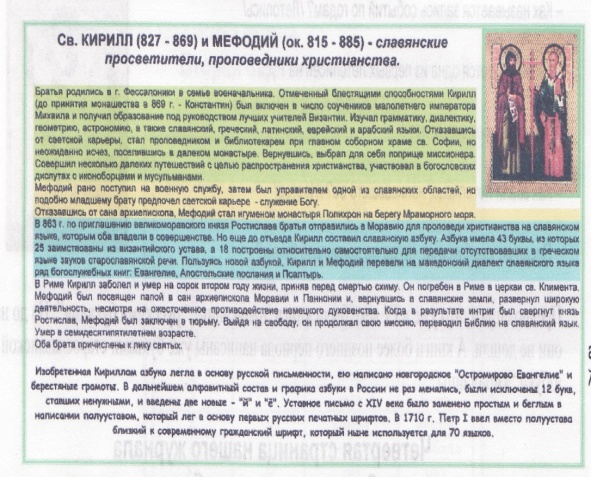 Св. КИРИЛЛ (827 - 869) и МЕФОДИЙ (ок. 815 - 885) - славянские
просветители, проповедники христианства.
Братья родились в г. Фессалоники в семье военачальника. Отмеченный блестящими способностями Кирилл
(до принятия монашества в 869 г. - Константин) был включен в число соучеников малолетнего императора
Михаила и получил образование под руководством лучших учителей Византии. Изучал грамматику, диалектику,
геометрию, астрономию, а также славянский, греческий, латинский, еврейский и арабский языки. Отказавшись
от светской карьеры, стал проповедником и библиотекарем при главном соборном храме св. Софии, но
неожиданно исчез, поселившись в далеком монастыре. Вернувшись, выбрал для себя поприще миссионера.
Совершил несколько далеких путешествий с целью распространения христианства, участвовал в богословских
диспутах с иконоборцами и мусульманами.
Мефодий рано поступил на военную службу, затем был управителем одной из славянских областей, но
подобно младшему брату предпочел светской карьере - служение Богу.
Отказавшись от сана архиепископа, Мефодий стал игуменом монастыря Полихрон на берегу Мраморного моря.
В 863 г. по приглашению великоморавского князя Ростислава братья отправились в Моравию для проповеди христианства на славянском
языке, которым оба владели в совершенстве. Но еще до отъезда Кирилл составил славянскую азбуку. Азбука имела 43 буквы, из которых
25 заимствованы из византийского устава, а 18 построены относительно самостоятельно для передачи отсутствовавших в греческом
языке звуков старославянской речи. Пользуясь новой азбукой, Кирилл и Мефодий перевели на македонский диалект славянского языка
ряд богослужебных книг: Евангелие, Апостольские послания и Псалтырь.
В Риме Кирилл заболел и умер на сорок втором году жизни, приняв перед смертью схиму. Он погребен в Риме в церкви св. Климента.
Мефодий был посвящен папой в сан архиепископа Моравии и Паннонии и, вернувшись в славянские земли, развернул широкую
деятельность, несмотря на ожесточенное противодействие немецкого духовенства. Когда в результате интриг был свергнут князь
Ростислав, Мефодий был заключен в тюрьму. Выйдя на свободу, он продолжал свою миссию, переводил Библию на славянский язык.
Умер в семидесятипятилетнем возрасте.
Оба брата причислены к лику святых.
Изобретенная Кириллом азбука легла в основу русской письменности, ею написано новгородское "Остромирово Евангелие" и
берестяные грамоты. В дальнейшем алфавитный состав и графика азбуки в России не раз менялись, были исключены 12 букв,
ставших ненужными, и введены две новые - "й" и "ё". Уставное письмо с XIV века было заменено простым и беглым в
написании полууставом, который лег в основу первых русских печатных шрифтов. В 1710 г. Петр I ввел вместо полуустава
близкий к современному гражданский шрифт, который ныне используется для 70 языков.